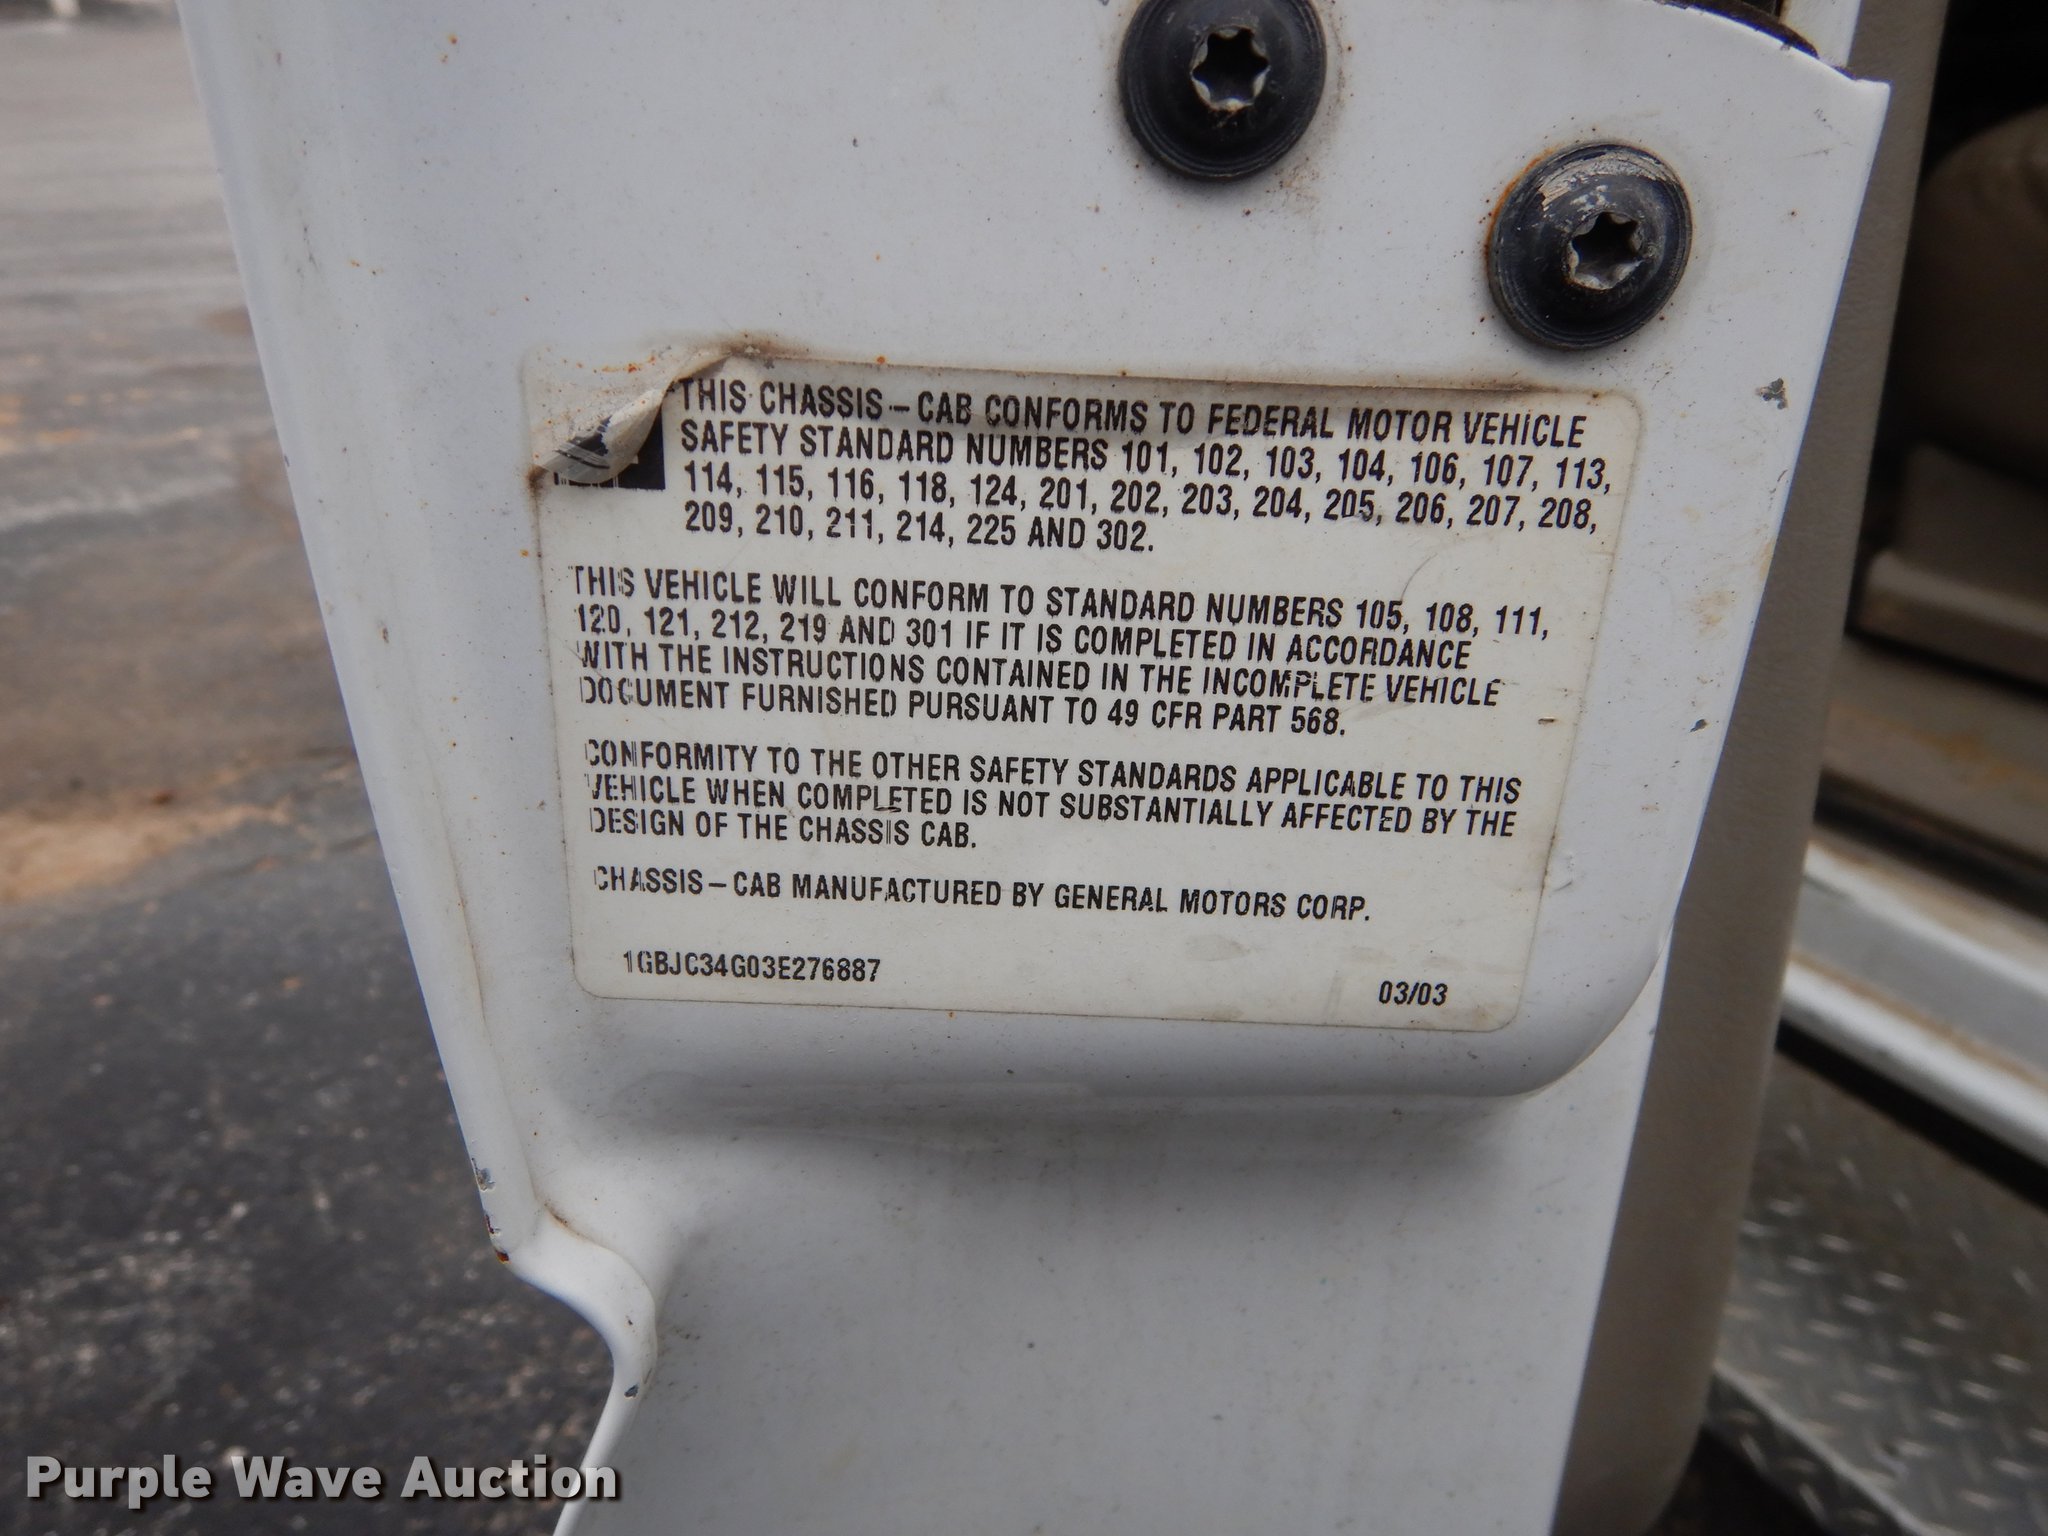 THIS CHASSIS - CAB CONFORMS TO FEDERAL MOTOR VEHICLE
SAFETY STANDARD NUMBERS 101, 102, 103, 104, 106, 107, 113,
114, 115, 116, 118, 124, 201, 202, 203, 204, 205, 206, 207, 208,
209, 210, 211, 214, 225 AND 302.
THIS VEHICLE WILL CONFORM TO STANDARD NUMBERS 105, 108, 111,
120, 121, 212, 219 AND 301 IF IT IS COMPLETED IN ACCORDANCE
WITH THE INSTRUCTIONS CONTAINED IN THE INCOMPLETE VEHICLE
DOCUMENT FURNISHED PURSUANT TO 49 CFR PART 568.
CONFORMITY TO THE OTHER SAFETY STANDARDS APPLICABLE TO THIS
VEHICLE WHEN COMPLETED IS NOT SUBSTANTIALLY AFFECTED BY THE
DESIGN OF THE CHASSIS CAB.
CHASSIS - CAB MANUFACTURED BY GENERAL MOTORS CORP.
1GBJC34G03E276887
03/03
Purple Wave Auction